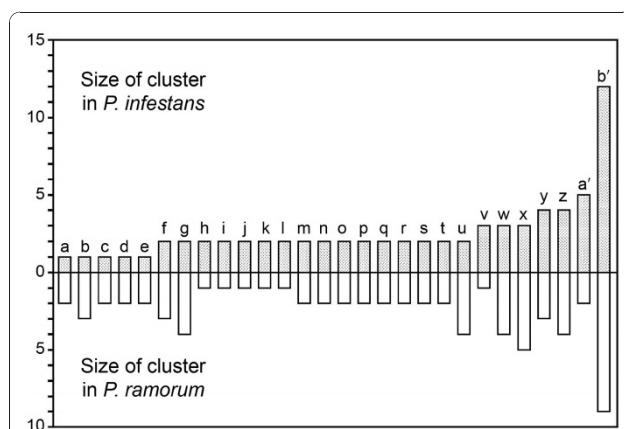 15
Size of cluster
in P. infestans
b′
10
5
a b c d e f g h i j k l m n o p q r s t u v w x y z a′
0
5
Size of cluster
in P. ramorum
10